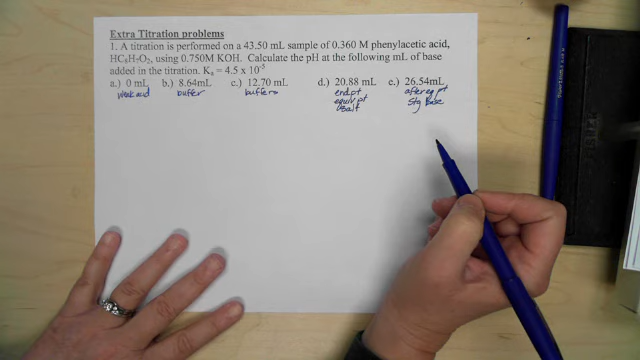 Extra Titration problems
1. A titration is performed on a 43.50 mL sample of 0.360 M phenylacetic acid,
HC₈H₇O₂, using 0.750M KOH. Calculate the pH at the following mL of base
added in the titration. Kₐ = 4.5 x 10⁻⁵
a.) 0 mL b.) 8.64mL c.) 12.70 mL d.) 20.88 mL e.) 26.54mL
weak acid buffer buffer endpt after eq pt
equiv pt Stg Base
salt